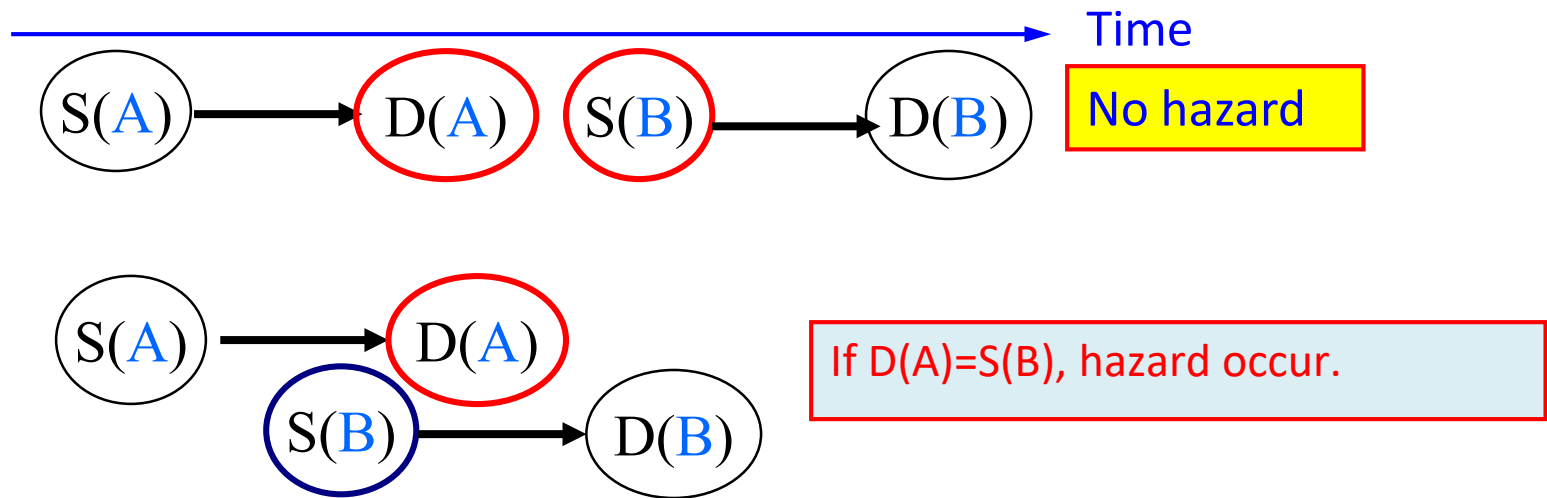 Time
S(A) D(A) S(B) D(B) No hazard
S(A) D(A)
If D(A)=S(B), hazard occur.
S(B) D(B)